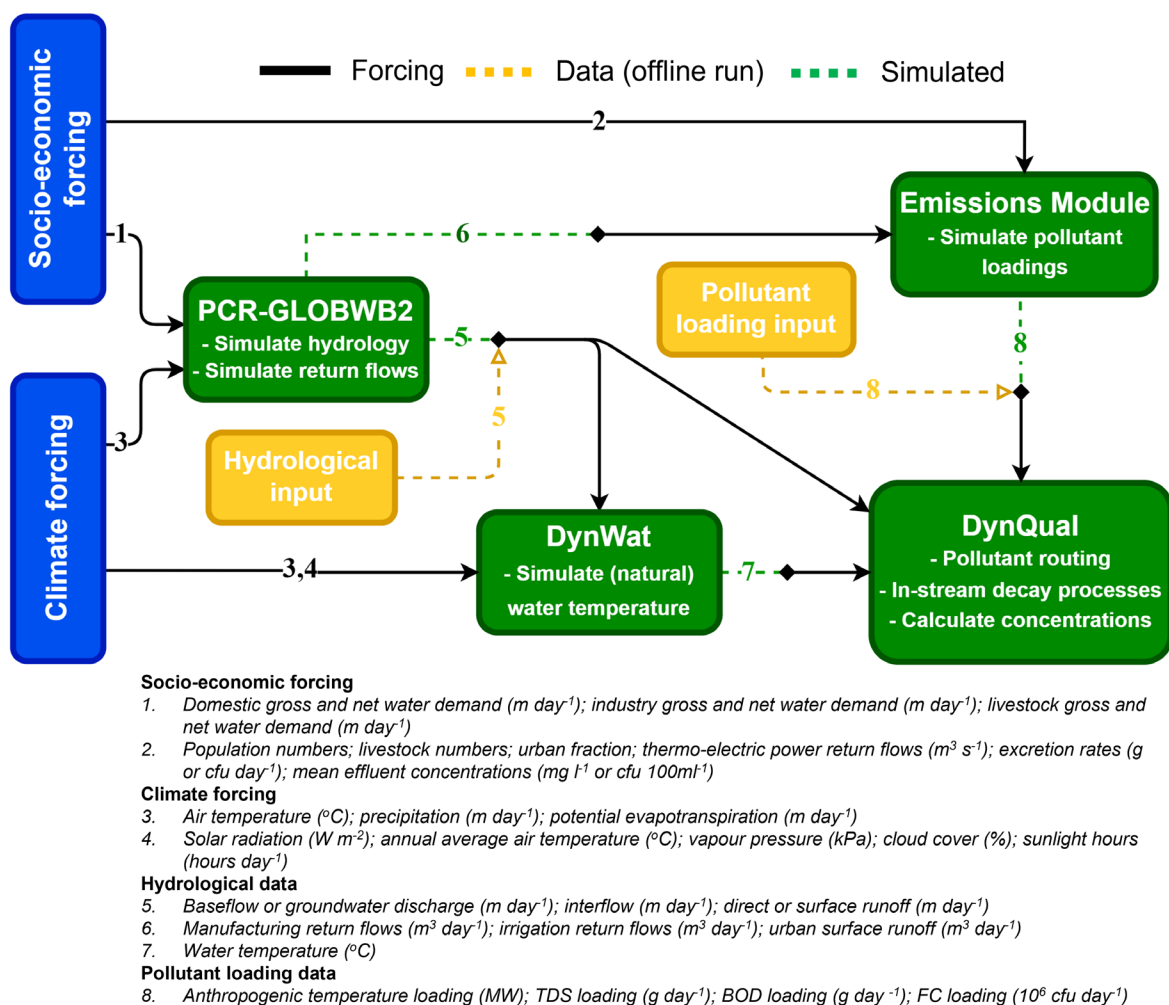 Forcing
Data (offline run)
Simulated
Socio-economic
forcing
2
1
Emissions Module
- Simulate pollutant
loadings
6
PCR-GLOBWB2
- Simulate hydrology
- Simulate return flows
5
Pollutant
loading input
8
8
Climate forcing
3
5
Hydrological
input
3,4
DynWat
- Simulate (natural)
water temperature
7
DynQual
- Pollutant routing
- In-stream decay processes
- Calculate concentrations
Socio-economic forcing
1. Domestic gross and net water demand (m day⁻¹); industry gross and net water demand (m day⁻¹); livestock gross and
net water demand (m day⁻¹)
2. Population numbers; livestock numbers; urban fraction; thermo-electric power return flows (m³ s⁻¹); excretion rates (g
or cfu day⁻¹); mean effluent concentrations (mg l⁻¹ or cfu 100ml⁻¹)
Climate forcing
3. Air temperature (°C); precipitation (m day⁻¹); potential evapotranspiration (m day⁻¹)
4. Solar radiation (W m⁻²); annual average air temperature (°C); vapour pressure (kPa); cloud cover (%); sunlight hours
(hours day⁻¹)
Hydrological data
5. Baseflow or groundwater discharge (m day⁻¹); interflow (m day⁻¹); direct or surface runoff (m day⁻¹)
6. Manufacturing return flows (m³ day⁻¹); irrigation return flows (m³ day⁻¹); urban surface runoff (m³ day⁻¹)
7. Water temperature (°C)
Pollutant loading data
8. Anthropogenic temperature loading (MW); TDS loading (g day⁻¹); BOD loading (g day ⁻¹); FC loading (10⁶ cfu day⁻¹)